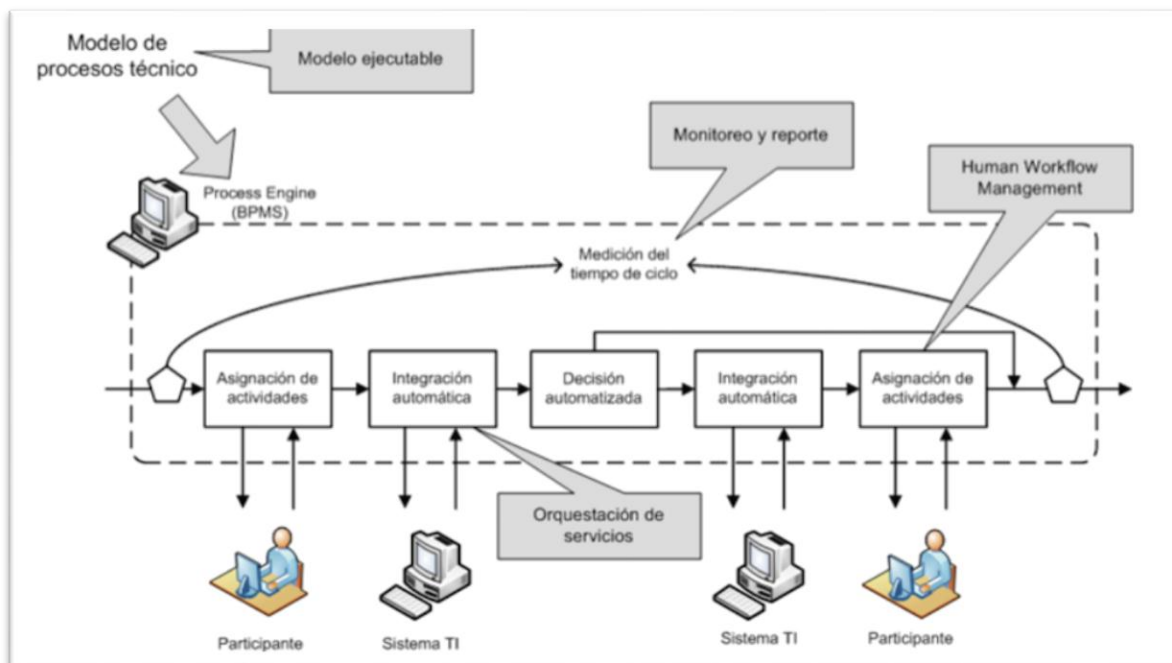 Modelo de
procesos técnico
Modelo ejecutable
Monitoreo y reporte
Human Workflow
Management
Process Engine
(BPMS)
Medición del
tiempo de ciclo
Asignación de
actividades
Integración
automática
Decisión
automatizada
Integración
automática
Asignación de
actividades
Orquestación de
servicios
Participante
Sistema TI
Sistema TI
Participante